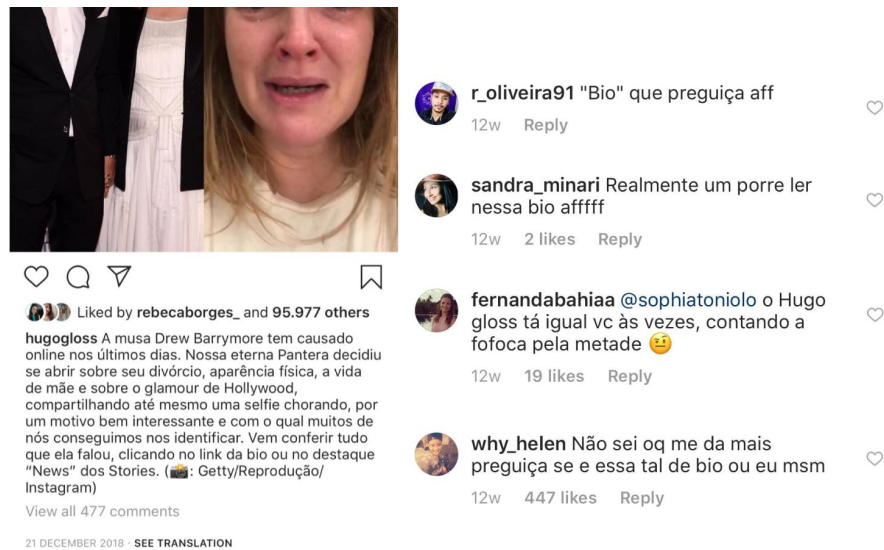 Liked by rebecaborges_ and 95.977 others
hugogloss A musa Drew Barrymore tem causado
online nos últimos dias. Nossa eterna Pantera decidiu
se abrir sobre seu divórcio, aparência física, a vida
de mãe e sobre o glamour de Hollywood,
compartilhando até mesmo uma selfie chorando, por
um motivo bem interessante e com o qual muitos de
nós conseguimos nos identificar. Vem conferir tudo
que ela falou, clicando no link da bio ou no destaque
“News” dos Stories. (📸: Getty/Reprodução/
Instagram)
View all 477 comments
21 DECEMBER 2018 · SEE TRANSLATION
r_oliveira91 "Bio" que preguiça aff
12w Reply
sandra_minari Realmente um porre ler
nessa bio afffff
12w 2 likes Reply
fernandabahiaa @sophiatoniolo o Hugo
gloss tá igual vc às vezes, contando a
fofoca pela metade 🤨
12w 19 likes Reply
why_helen Não sei oq me da mais
preguiça se e essa tal de bio ou eu msm
12w 447 likes Reply